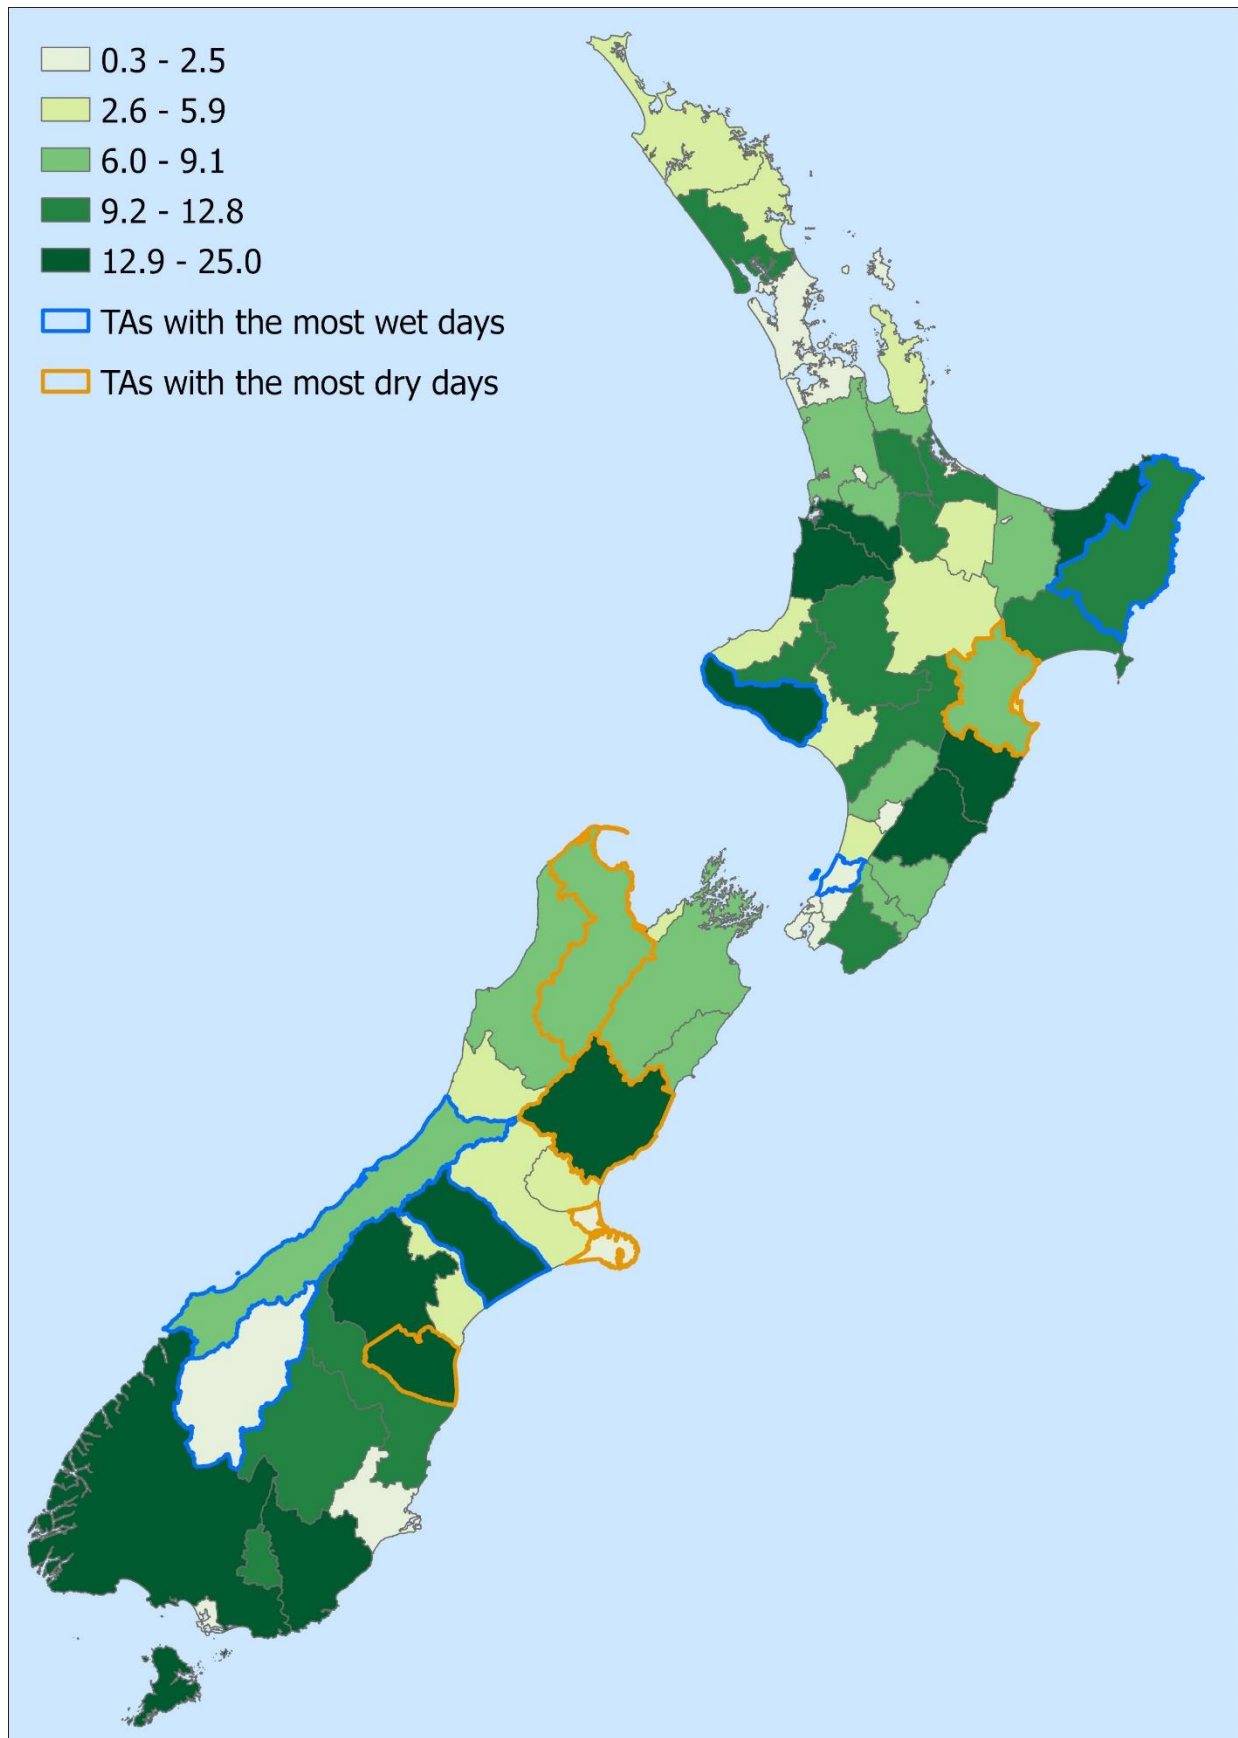 0.3 - 2.5
2.6 - 5.9
6.0 - 9.1
9.2 - 12.8
12.9 - 25.0
TAs with the most wet days
TAs with the most dry days